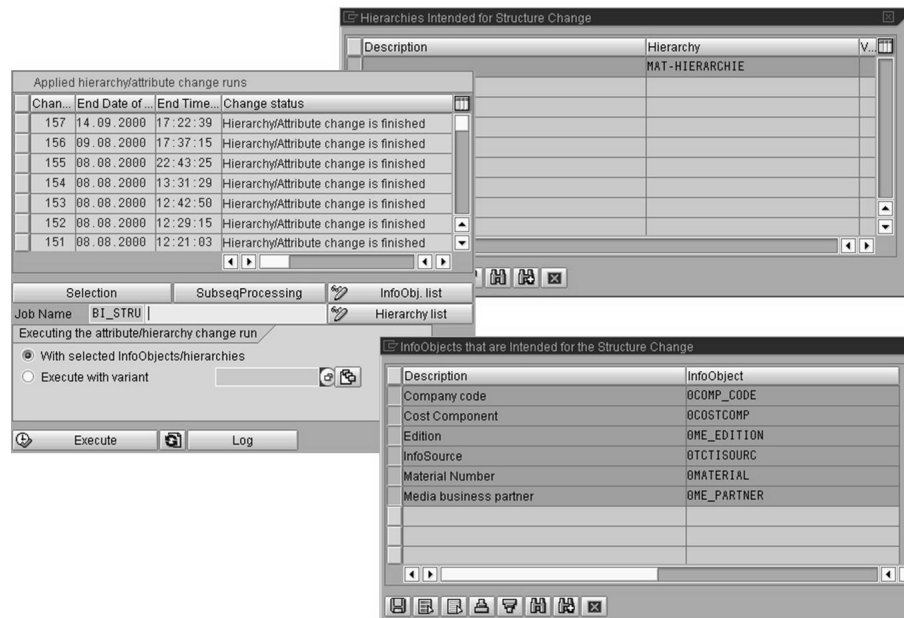 Hierarchies Intended for Structure Change
Description Hierarchy V...
MAT-HIERARCHIE
Applied hierarchy/attribute change runs
Chan... End Date of ... End Time... Change status
157 14.09.2000 17:22:39 Hierarchy/Attribute change is finished
156 09.08.2000 17:37:15 Hierarchy/Attribute change is finished
155 08.08.2000 22:43:25 Hierarchy/Attribute change is finished
154 08.08.2000 13:31:29 Hierarchy/Attribute change is finished
153 08.08.2000 12:42:50 Hierarchy/Attribute change is finished
152 08.08.2000 12:29:15 Hierarchy/Attribute change is finished
151 08.08.2000 12:21:03 Hierarchy/Attribute change is finished
Selection SubseqProcessing InfoObj. list
Job Name BI_STRU Hierarchy list
Executing the attribute/hierarchy change run
With selected InfoObjects/hierarchies
Execute with variant
Execute Log
InfoObjects that are Intended for the Structure Change
Description InfoObject
Company code 0COMP_CODE
Cost Component 0COSTCOMP
Edition 0ME_EDITION
InfoSource 0TCTISOURC
Material Number 0MATERIAL
Media business partner 0ME_PARTNER